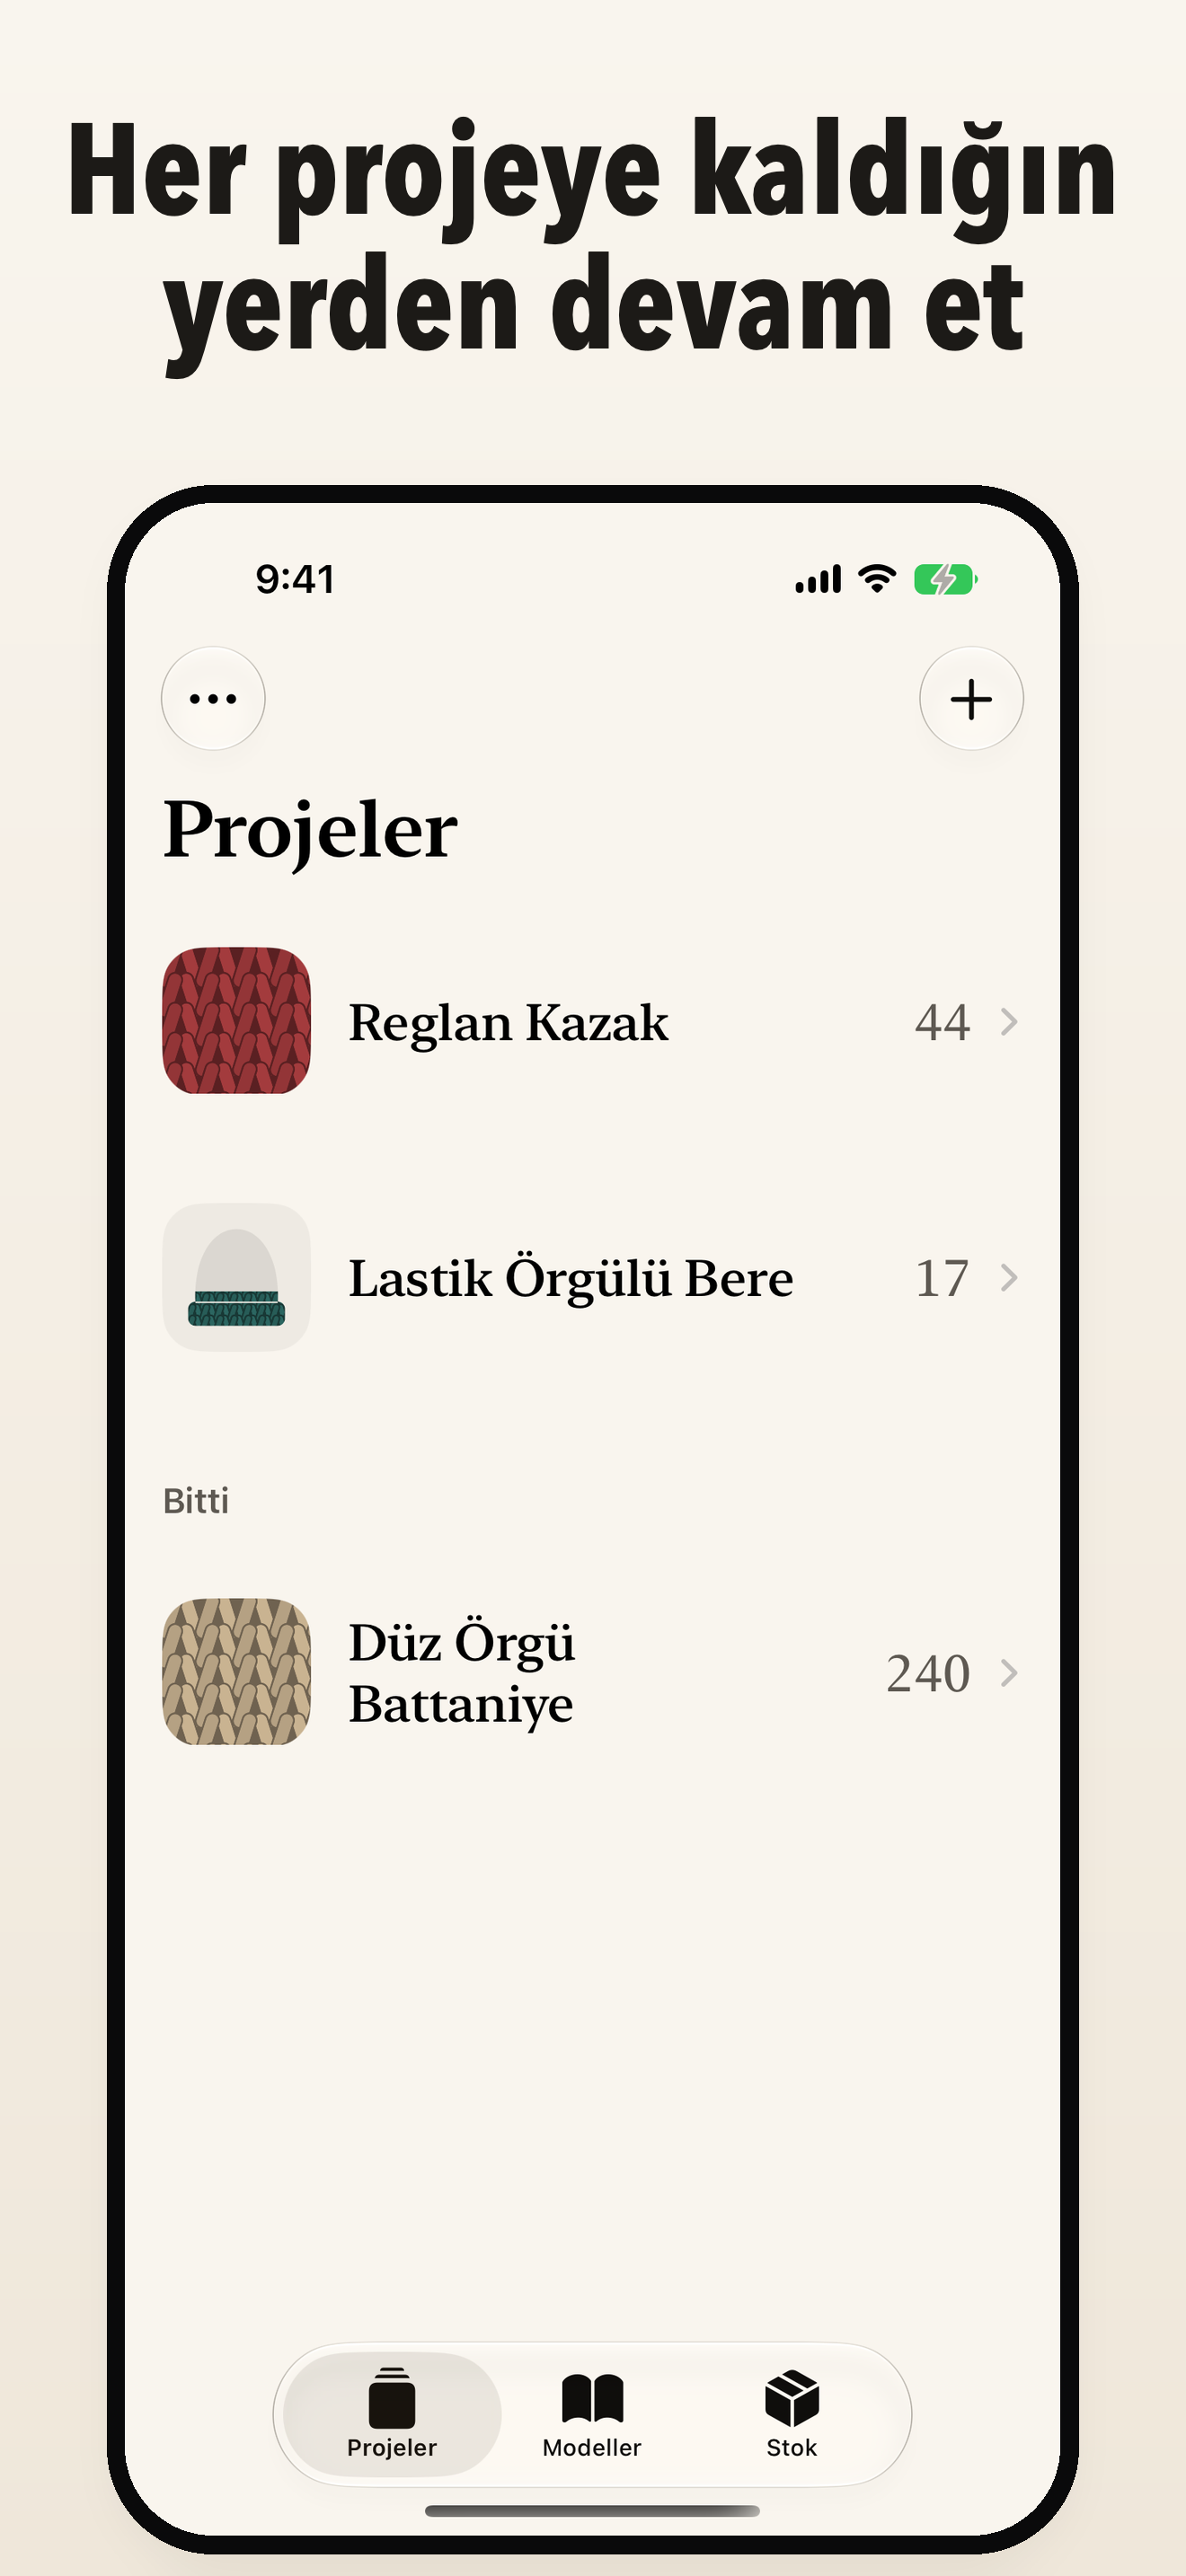 Her projeye kaldığın
yerden devam et
9:41
Projeler
Reglan Kazak
44
Lastik Örgülü Bere
17
Bitti
Düz Örgü
Battaniye
240
Projeler
Modeller
Stok